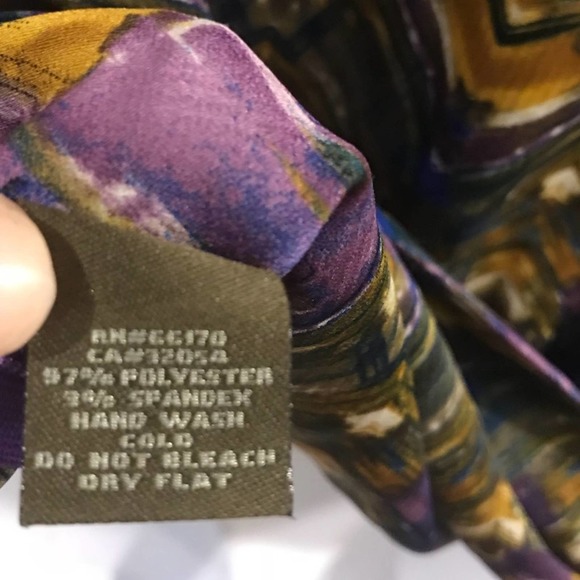 RN#66170
CA#32054
97% POLYESTER
3% SPANDEX
HAND WASH
COLD
DO NOT BLEACH
DRY FLAT